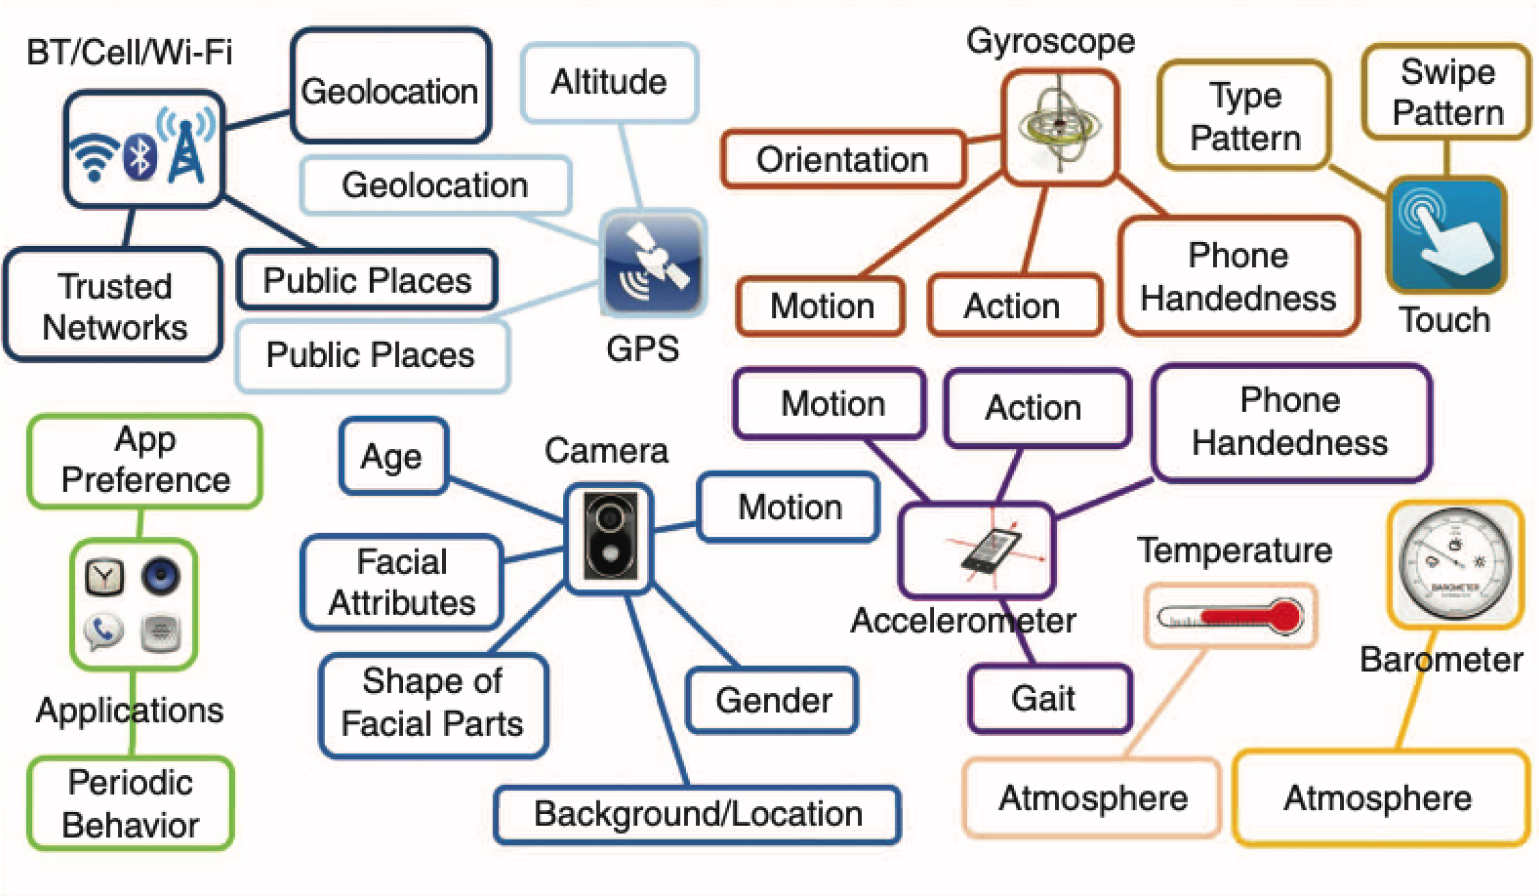 BT/Cell/Wi-Fi
Geolocation
Altitude
Geolocation
Trusted
Networks
Public Places
Public Places
GPS
Gyroscope
Orientation
Motion
Action
Phone
Handedness
Type
Pattern
Swipe
Pattern
Touch
App
Preference
Applications
Periodic
Behavior
Age
Camera
Motion
Facial
Attributes
Shape of
Facial Parts
Gender
Background/Location
Motion
Action
Phone
Handedness
Accelerometer
Gait
Temperature
Atmosphere
BAROMETER
Barometer
Atmosphere